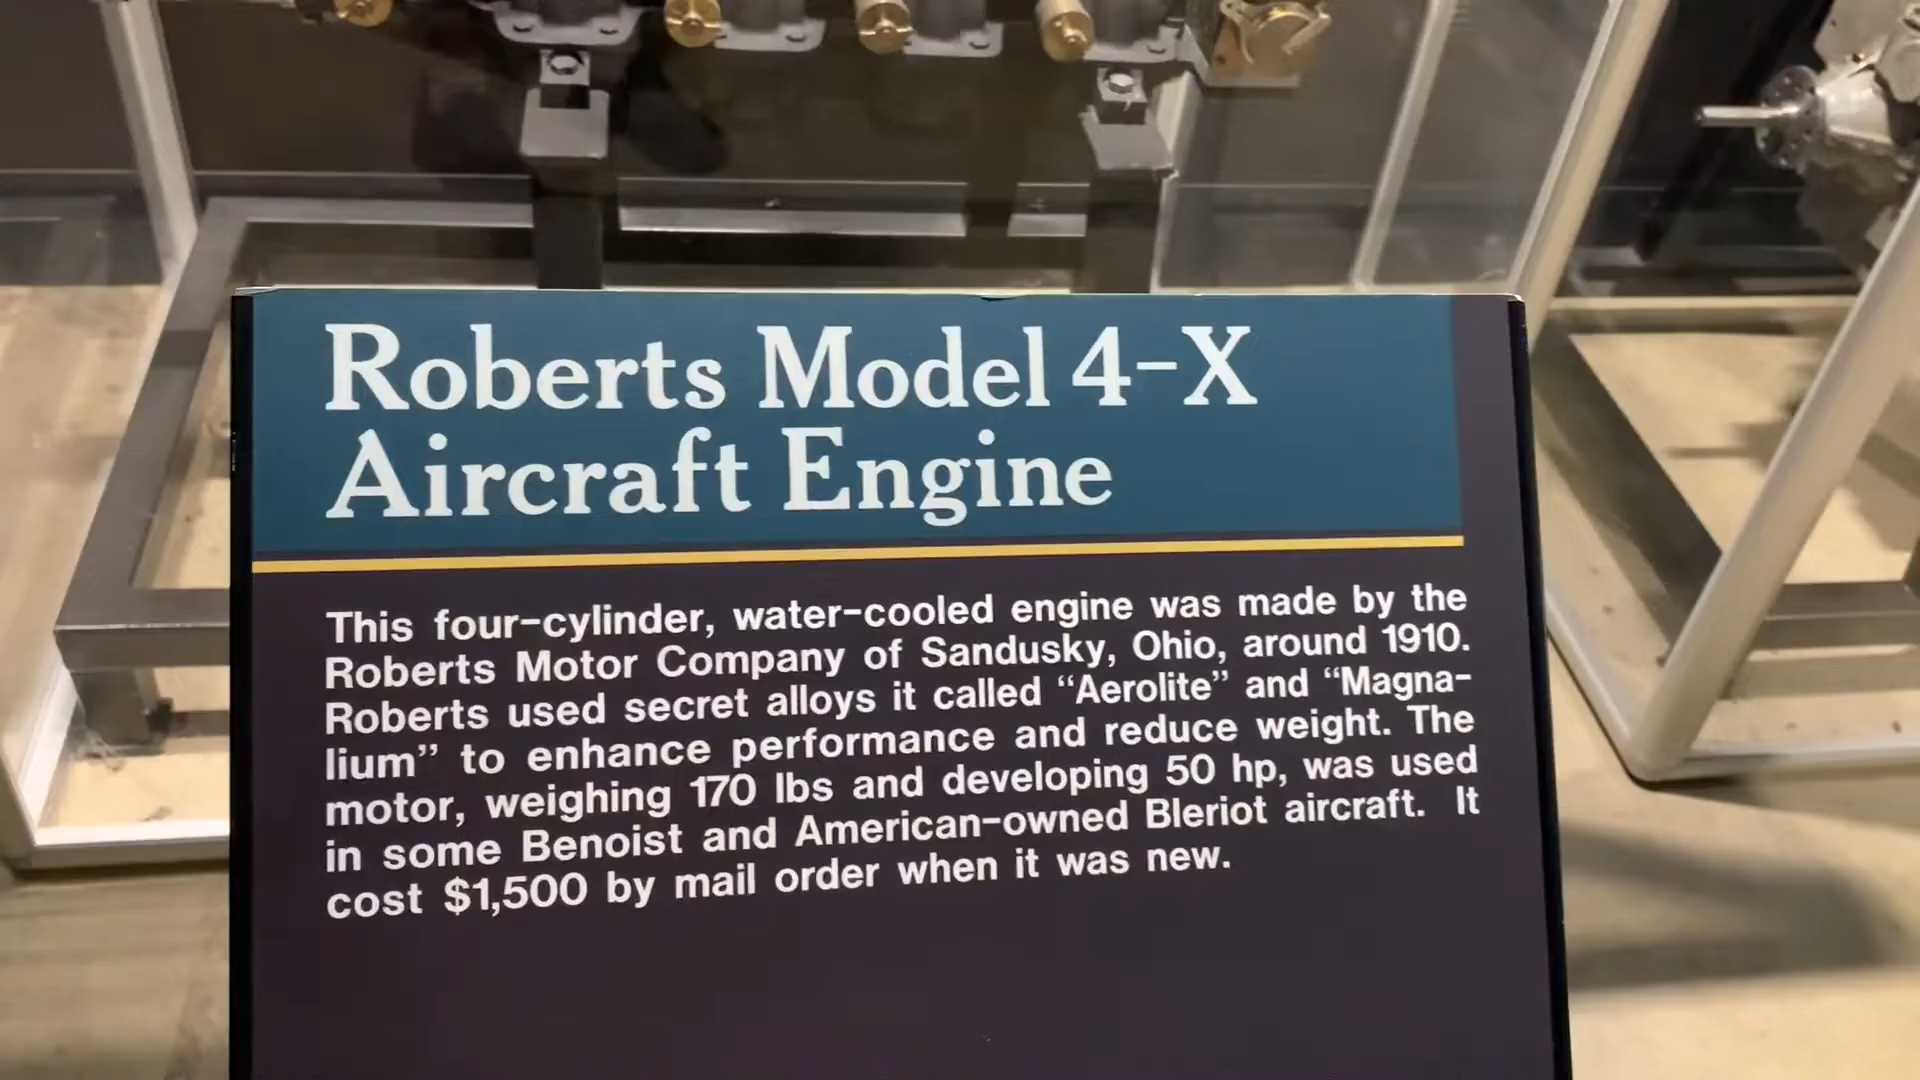 Roberts Model 4-X
Aircraft Engine
This four-cylinder, water-cooled engine was made by the
Roberts Motor Company of Sandusky, Ohio, around 1910.
Roberts used secret alloys it called “Aerolite” and “Magna-
lium” to enhance performance and reduce weight. The
motor, weighing 170 lbs and developing 50 hp, was used
in some Benoist and American-owned Bleriot aircraft. It
cost $1,500 by mail order when it was new.